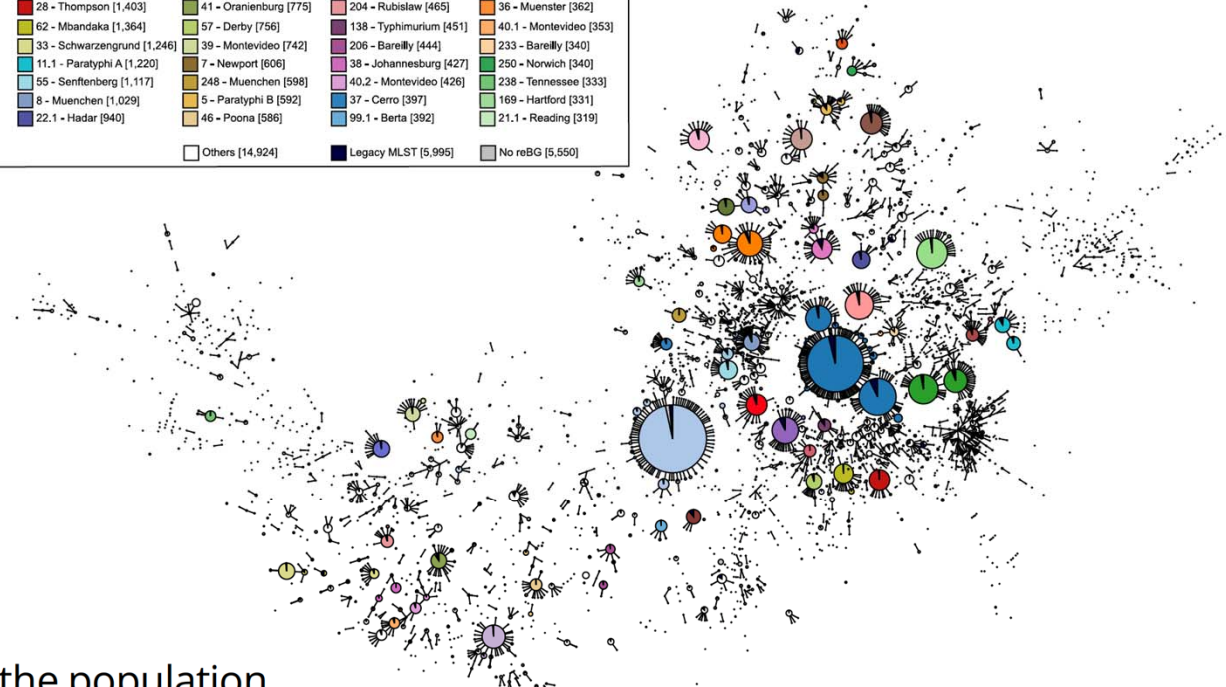 28 - Thompson [1,403] 41 - Oranienburg [775] 204 - Rubislaw [465] 36 - Muenster [362]
62 - Mbandaka [1,364] 57 - Derby [756] 138 - Typhimurium [451] 40.1 - Montevideo [353]
33 - Schwarzengrund [1,246] 39 - Montevideo [742] 206 - Bareilly [444] 233 - Bareilly [340]
11.1 - Paratyphi A [1,220] 7 - Newport [606] 38 - Johannesburg [427] 250 - Norwich [340]
55 - Senftenberg [1,117] 248 - Muenchen [598] 40.2 - Montevideo [426] 238 - Tennessee [333]
8 - Muenchen [1,029] 5 - Paratyphi B [592] 37 - Cerro [397] 169 - Hartford [331]
22.1 - Hadar [940] 46 - Poona [586] 99.1 - Berta [392] 21.1 - Reading [319]
Others [14,924] Legacy MLST [5,995] No reBG [5,550]
the population